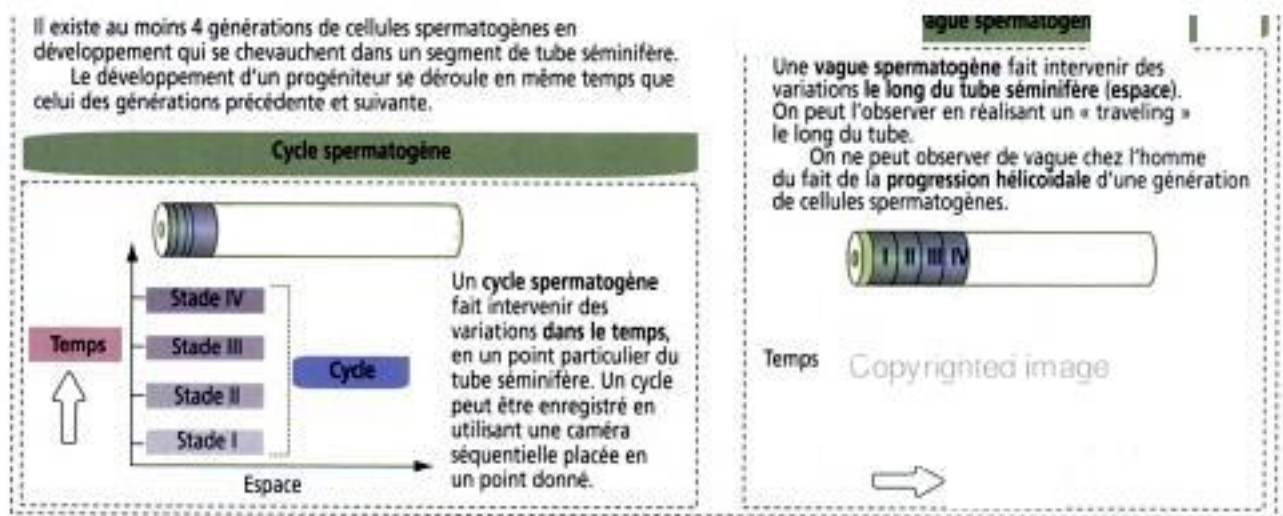 Il existe au moins 4 générations de cellules spermatogènes en
développement qui se chevauchent dans un segment de tube séminifère.
Le développement d'un progéniteur se déroule en même temps que
celui des générations précédente et suivante.
Cycle spermatogène
Stade IV
Stade III
Stade II
Stade I
Temps
Cycle
Espace
Un cycle spermatogène
fait intervenir des
variations dans le temps,
en un point particulier du
tube séminifère. Un cycle
peut être enregistré en
utilisant une caméra
séquentielle placée en
un point donné.
ague spermatogèn
Une vague spermatogène fait intervenir des
variations le long du tube séminifère (espace).
On peut l'observer en réalisant un « traveling »
le long du tube.
On ne peut observer de vague chez l'homme
du fait de la progression hélicoïdale d'une génération
de cellules spermatogènes.
I II III IV
Temps
Copyrighted image